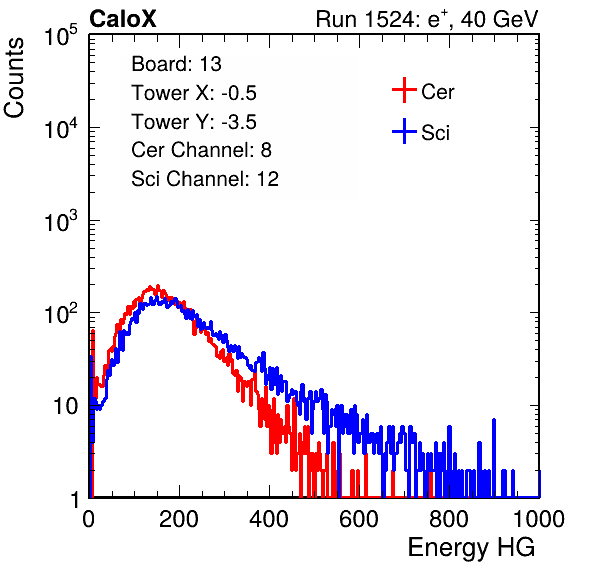 CaloX Run 1524: e⁺, 40 GeV
Counts
10⁵
10⁴
10³
10²
10
1
Board: 13
Tower X: -0.5
Tower Y: -3.5
Cer Channel: 8
Sci Channel: 12
Cer
Sci
0 200 400 600 800 1000
Energy HG